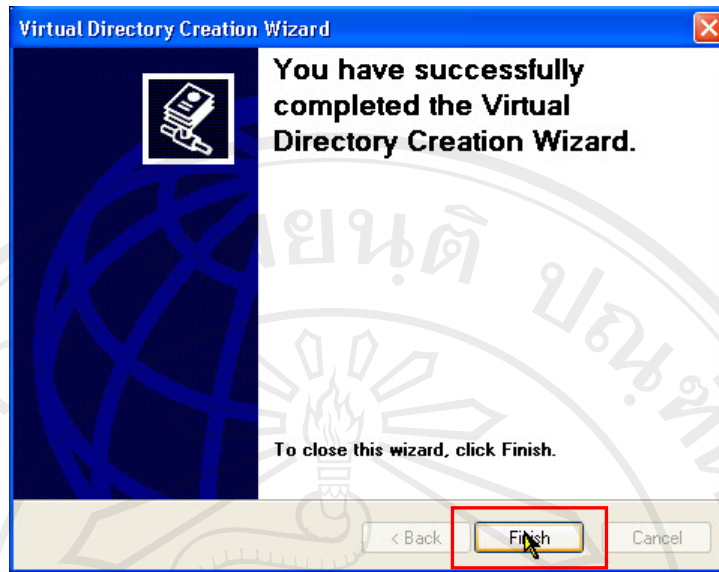 Virtual Directory Creation Wizard
You have successfully
completed the Virtual
Directory Creation Wizard.
To close this wizard, click Finish.
< Back
Finish
Cancel